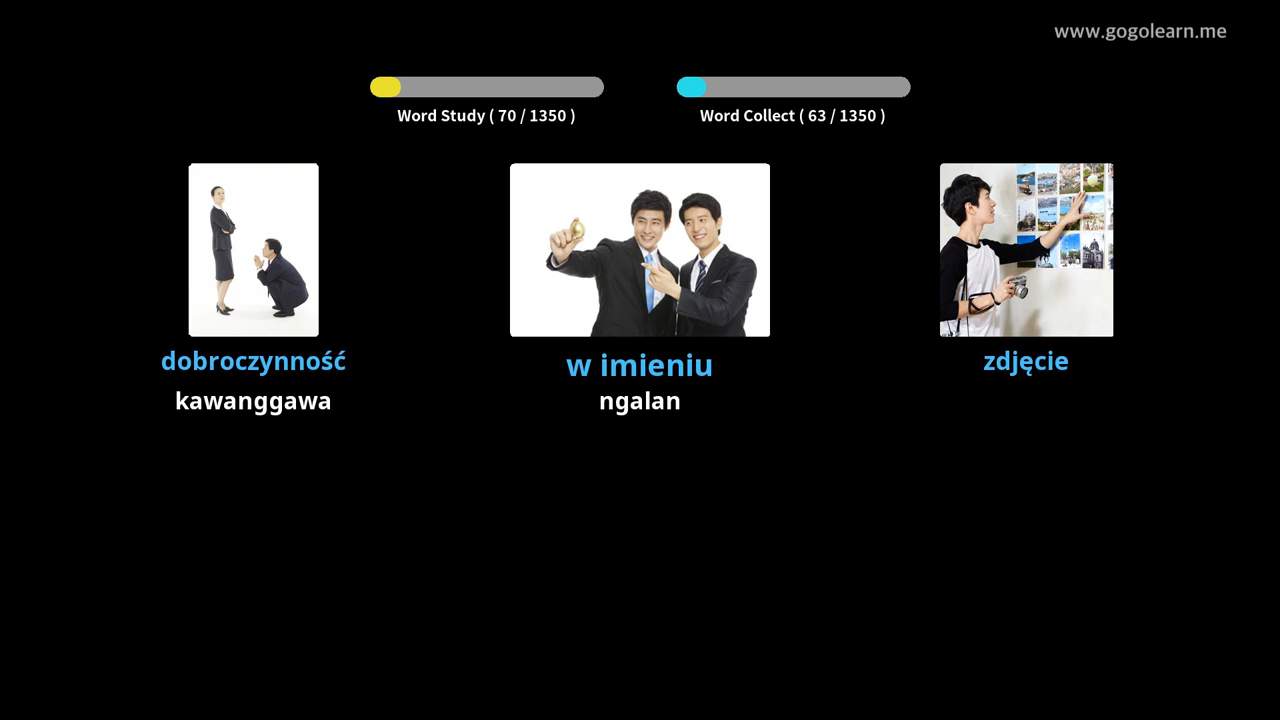 www.gogolearn.me
Word Study ( 70 / 1350 )
Word Collect ( 63 / 1350 )
dobroczynność
w imieniu
zdjęcie
kawanggawa
ngalan